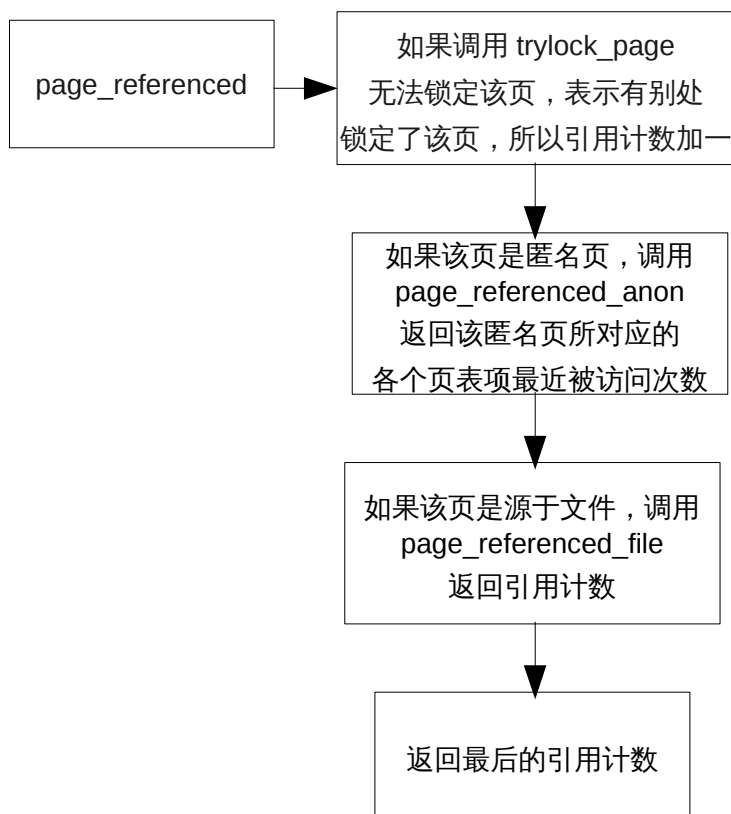 page_referenced
如果调用 trylock_page
无法锁定该页，表示有别处
锁定了该页，所以引用计数加一
如果该页是匿名页，调用
page_referenced_anon
返回该匿名页所对应的
各个页表项最近被访问次数
如果该页是源于文件，调用
page_referenced_file
返回引用计数
返回最后的引用计数